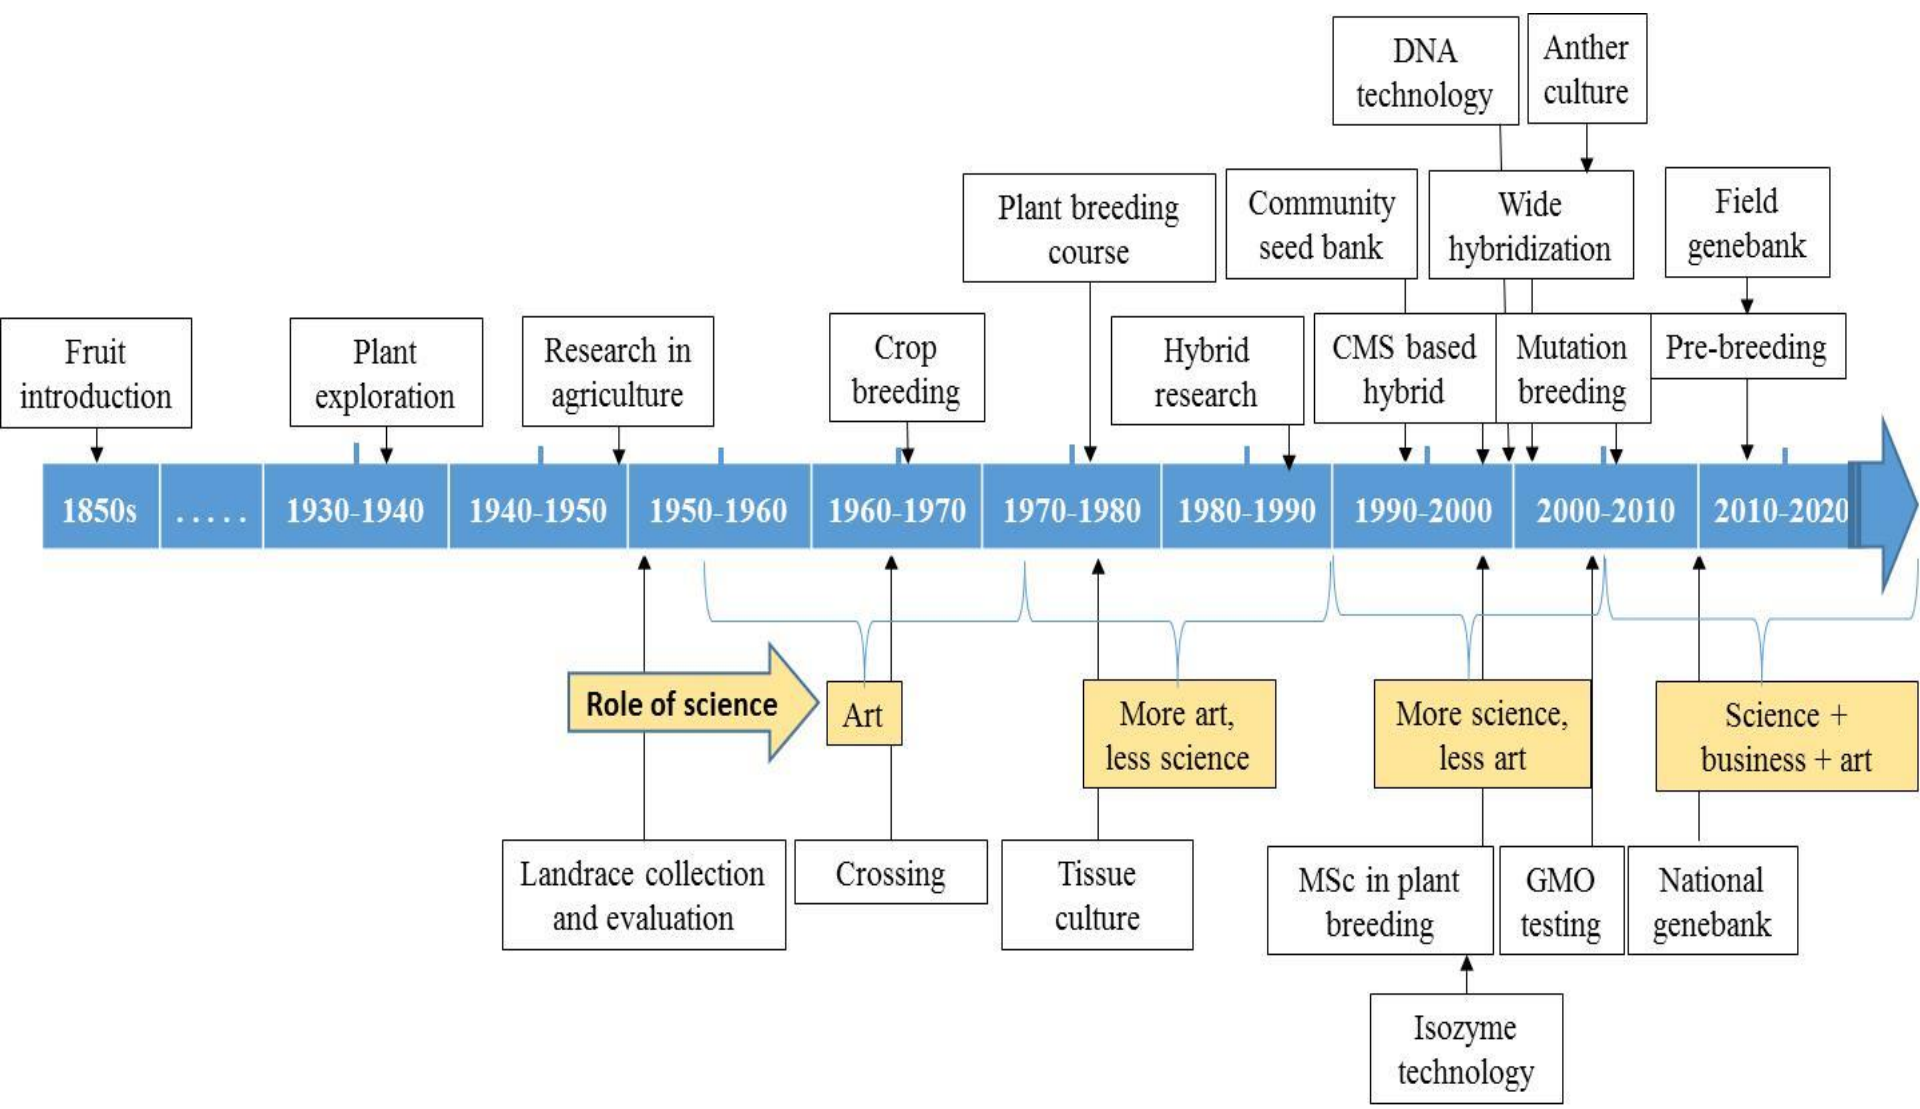 DNA
technology
Anther
culture
Plant breeding
course
Community
seed bank
Wide
hybridization
Field
genebank
Fruit
introduction
Plant
exploration
Research in
agriculture
Crop
breeding
Hybrid
research
CMS based
hybrid
Mutation
breeding
Pre-breeding
1850s
.....
1930-1940
1940-1950
1950-1960
1960-1970
1970-1980
1980-1990
1990-2000
2000-2010
2010-2020
Role of science
Art
More art,
less science
More science,
less art
Science +
business + art
Landrace collection
and evaluation
Crossing
Tissue
culture
MSc in plant
breeding
GMO
testing
National
genebank
Isozyme
technology